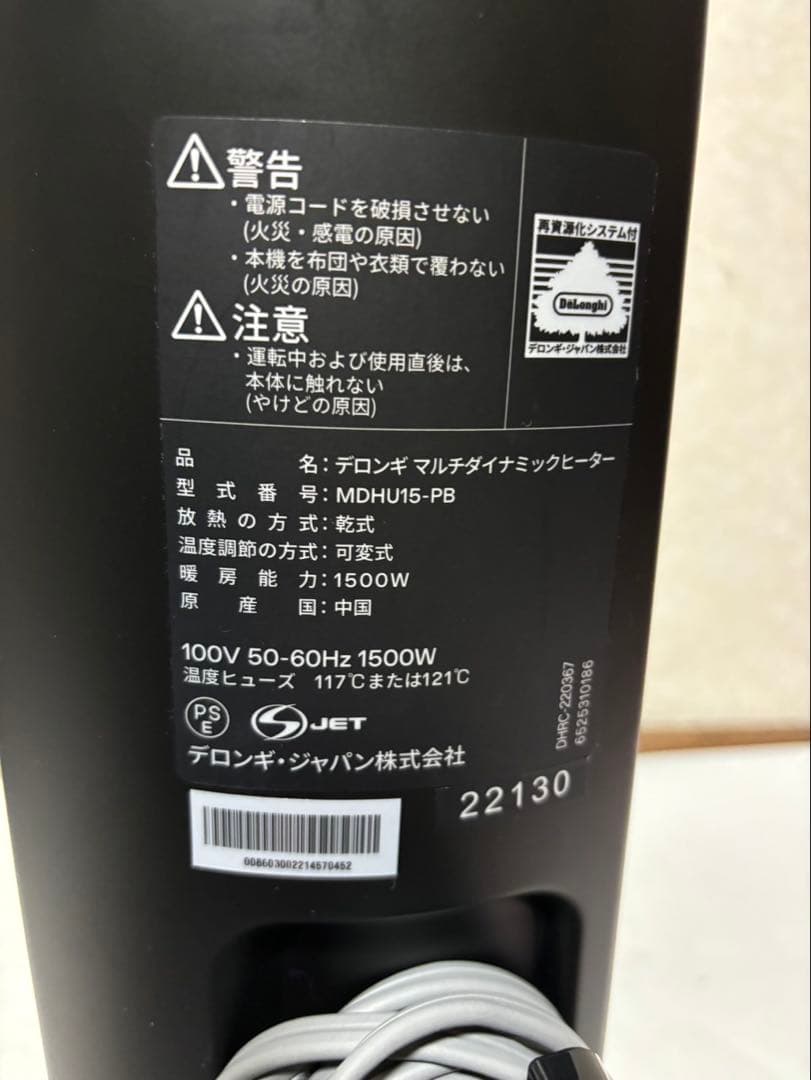 警告
・電源コードを破損させない
(火災・感電の原因)
・本機を布団や衣類で覆わない
(火災の原因)
注意
・運転中および使用直後は、
本体に触れない
(やけどの原因)
再資源化システム付
DeLonghi
デロンギ・ジャパン株式会社
品名：デロンギ マルチダイナミックヒーター
型式番号：MDHU15-PB
放熱の方式：乾式
温度調節の方式：可変式
暖房能力：1500W
原産国：中国
100V 50-60Hz 1500W
温度ヒューズ 117℃または121℃
PS
E
JET
デロンギ・ジャパン株式会社
DHRC-220367
6525310186
22130
008603002214570452